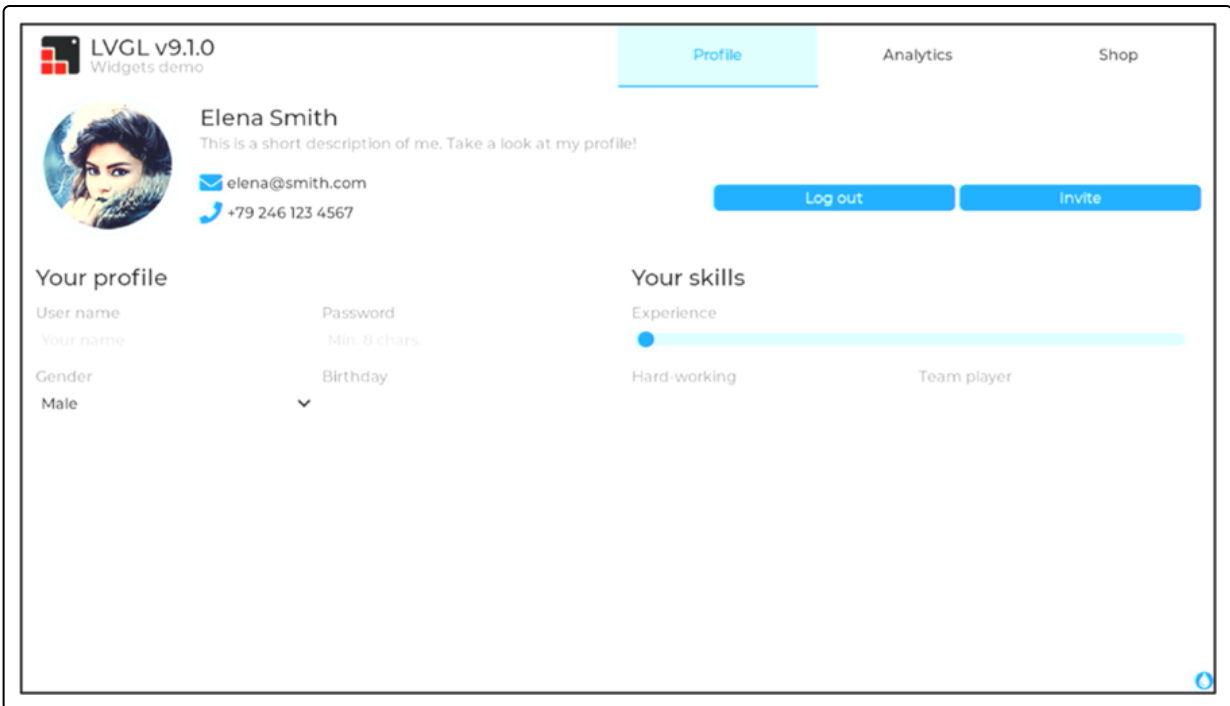 LVGL v9.1.0
Widgets demo
Profile Analytics Shop
Elena Smith
This is a short description of me. Take a look at my profile!
elena@smith.com
+79 246 123 4567
Log out Invite
Your profile
User name Password
Your name Min. 8 chars.
Gender Birthday
Male
Your skills
Experience
Hard-working Team player